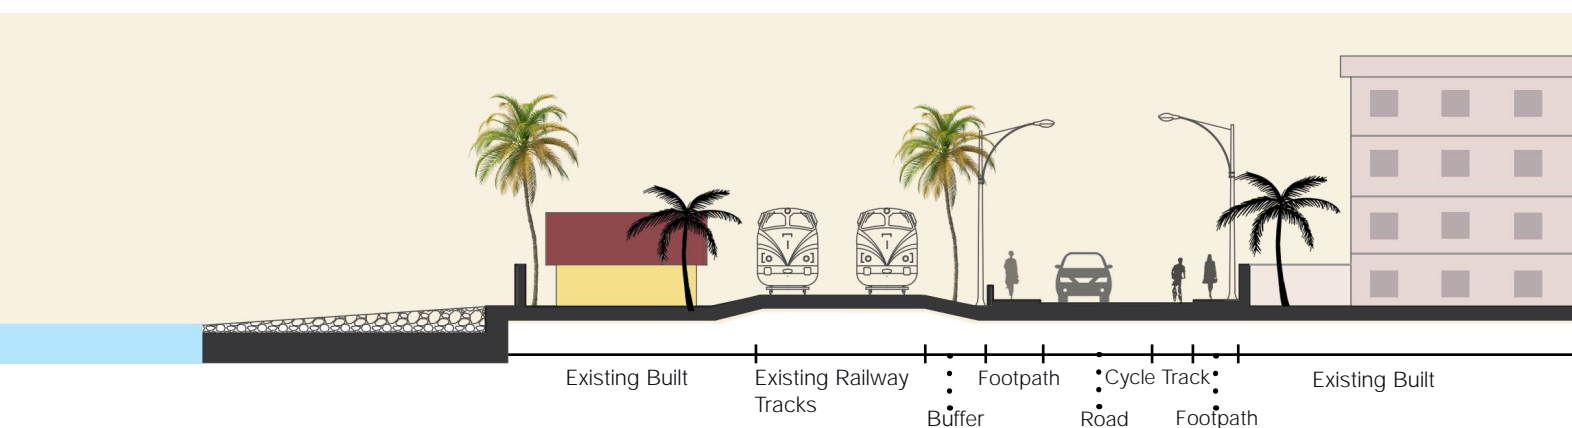 Existing Built
Existing Railway
Tracks
Buffer
Footpath
Road
Cycle Track
Footpath
Existing Built